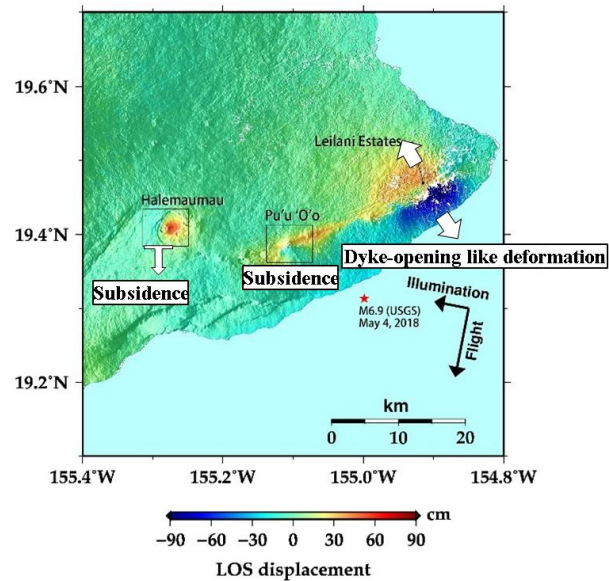 19.6°N
Leilani Estates
Halemaumau
Pu'u 'O'o
19.4°N
Dyke-opening like deformation
Subsidence
Subsidence
Illumination
M6.9 (USGS)
May 4, 2018
Flight
19.2°N
km
0 10 20
155.4°W 155.2°W 155.0°W 154.8°W
cm
−90 −60 −30 0 30 60 90
LOS displacement